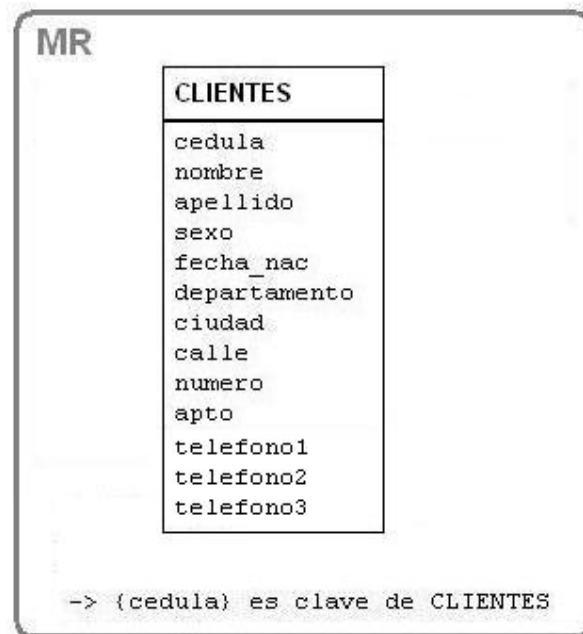 MR
CLIENTES
cedula
nombre
apellido
sexo
fecha_nac
departamento
ciudad
calle
numero
apto
telefono1
telefono2
telefono3
-> {cedula} es clave de CLIENTES